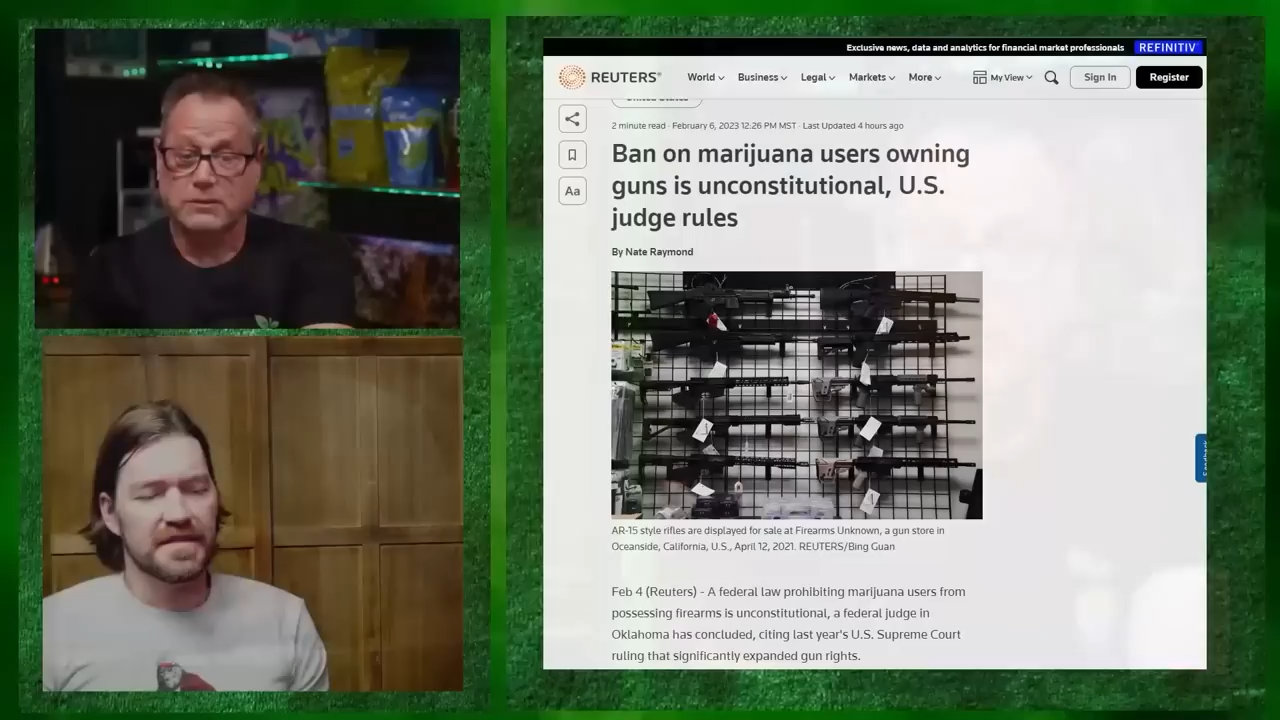 Exclusive news, data and analytics for financial market professionals REFINITIV
REUTERS® World Business Legal Markets More My View Sign In Register
United States
2 minute read · February 6, 2023 12:26 PM MST · Last Updated 4 hours ago
Aa
Ban on marijuana users owning
guns is unconstitutional, U.S.
judge rules
By Nate Raymond
AR-15 style rifles are displayed for sale at Firearms Unknown, a gun store in
Oceanside, California, U.S., April 12, 2021. REUTERS/Bing Guan
Feb 4 (Reuters) - A federal law prohibiting marijuana users from
possessing firearms is unconstitutional, a federal judge in
Oklahoma has concluded, citing last year's U.S. Supreme Court
ruling that significantly expanded gun rights.
Feedback